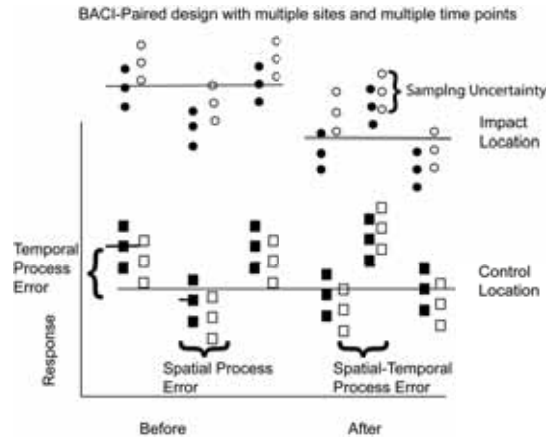 BACI-Paired design with multiple sites and multiple time points
Sampling Uncertainty
Impact
Location
Temporal
Process
Error
Control
Location
Response
Spatial Process
Error
Spatial-Temporal
Process Error
Before
After